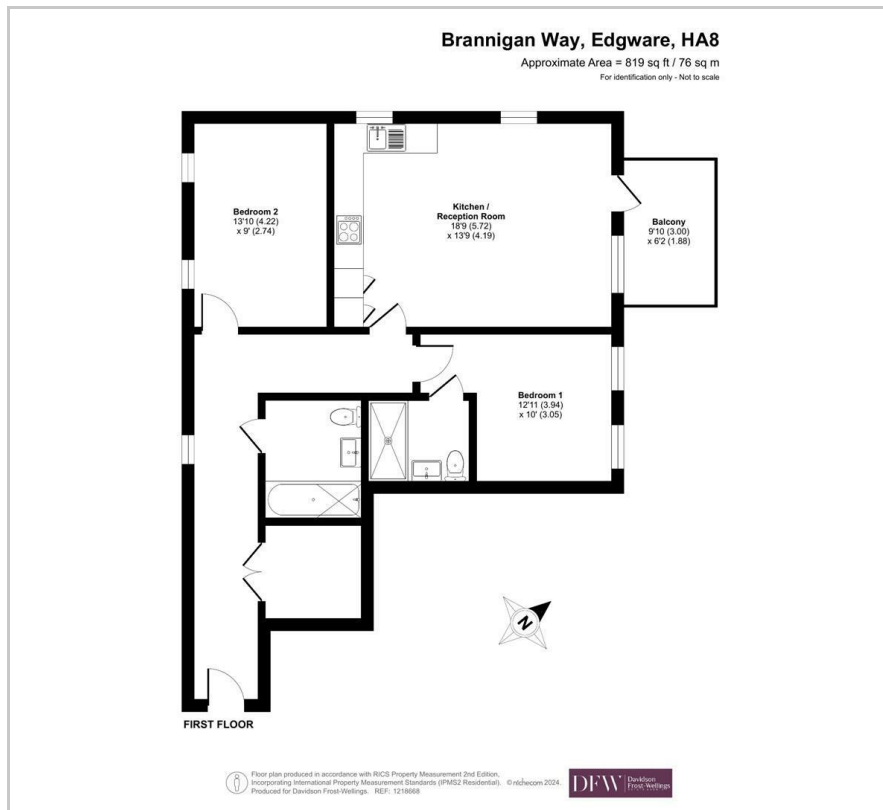 Brannigan Way, Edgware, HA8
Approximate Area = 819 sq ft / 76 sq m
For identification only - Not to scale
Bedroom 2
13'10 (4.22)
x 9' (2.74)
Kitchen /
Reception Room
18'9 (5.72)
x 13'9 (4.19)
Balcony
9'10 (3.00)
x 6'2 (1.88)
Bedroom 1
12'11 (3.94)
x 10' (3.05)
N
FIRST FLOOR
Floor plan produced in accordance with RICS Property Measurement 2nd Edition,
Incorporating International Property Measurement Standards (IPMS2 Residential). © nichecom 2024.
Produced for Davidson Frost-Wellings. REF: 1218668
DFW Davidson
Frost-Wellings